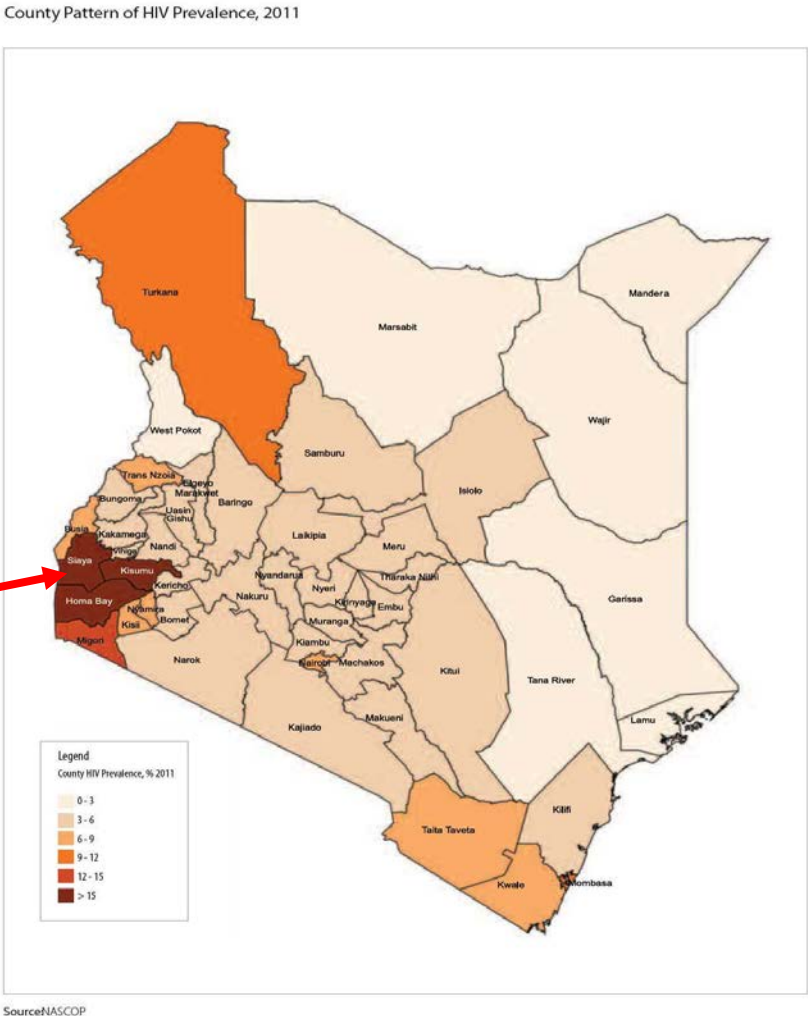 County Pattern of HIV Prevalence, 2011
Turkana
Mandera
Marsabit
Wajir
West Pokot
Samburu
Trans Nzoia
Elgeyo
Marakwet
Isiolo
Bungoma
Baringo
Uasin
Gishu
Busia
Kakamega
Laikipia
Meru
Vihiga
Nandi
Siaya
Kisumu
Nyandarua
Tharaka Nithi
Kericho
Nyeri
Garissa
Homa Bay
Nakuru
Kirinyaga
Embu
Nyamira
Kisii
Bomet
Muranga
Migori
Kiambu
Narok
Nairobi
Machakos
Kitui
Tana River
Makueni
Lamu
Kajiado
Legend
County HIV Prevalence, % 2011
0 - 3
3 - 6
6 - 9
9 - 12
12 - 15
> 15
Kilifi
Taita Taveta
Kwale
Mombasa
Source:NASCOP